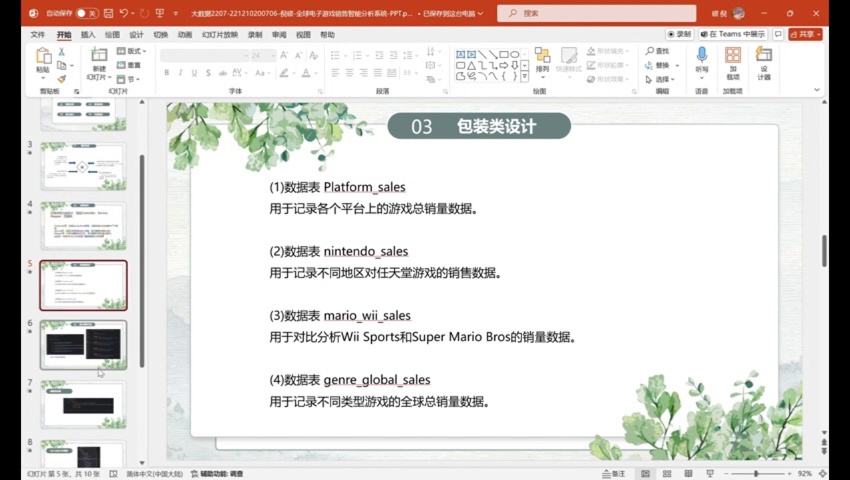 自动保存
关
大数据2207-221210200706-倪颖-全球电子游戏销售智能分析系统-PPT.p... • 已保存到这台电脑
搜索
文件 开始 插入 绘图 设计 切换 动画 幻灯片放映 录制 审阅 视图 帮助
录制
在 Teams 中展示
共享
粘贴
新建
幻灯片
版式
重置
节
排列
快速样式
形状填充
形状轮廓
形状效果
查找
替换
选择
听写
加
载项
设
计器
剪贴板
幻灯片
字体
段落
绘图
编辑
语音
加载项
03 包装类设计
(1)数据表 Platform_sales
用于记录各个平台上的游戏总销量数据。
(2)数据表 nintendo_sales
用于记录不同地区对任天堂游戏的销售数据。
(3)数据表 mario_wii_sales
用于对比分析Wii Sports和Super Mario Bros的销量数据。
(4)数据表 genre_global_sales
用于记录不同类型游戏的全球总销量数据。
3
4
5
6
7
8
幻灯片 第 5 张，共 10 张
简体中文(中国大陆)
辅助功能: 调查
备注
92%